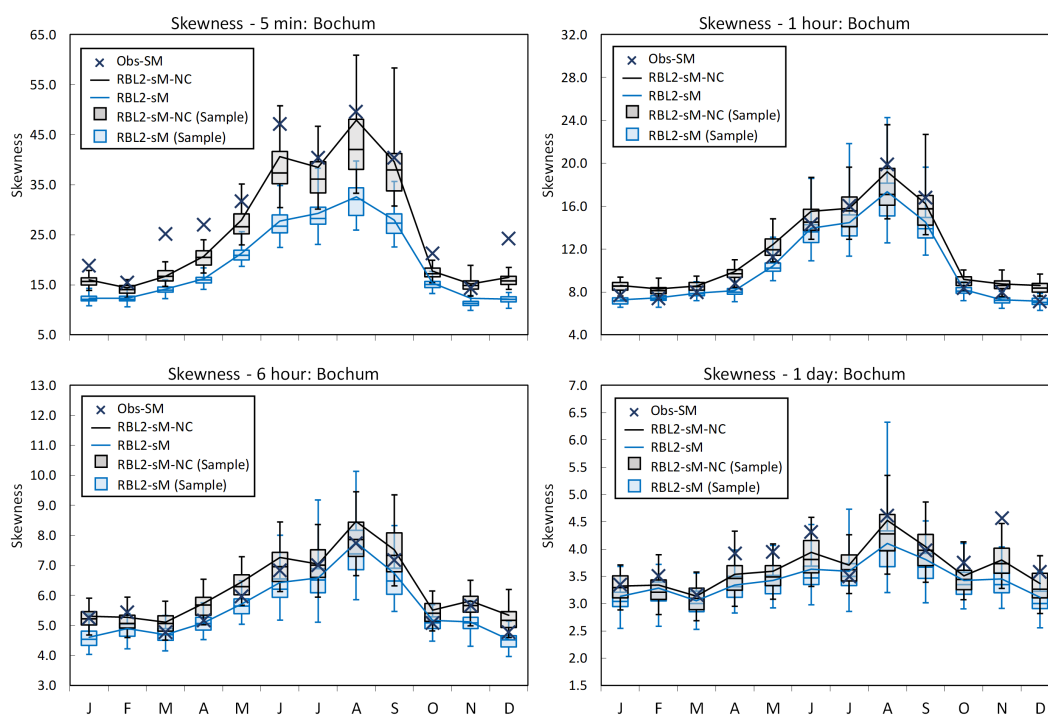 Skewness - 5 min: Bochum
65.0
55.0
45.0
35.0
25.0
15.0
5.0
Skewness
Obs-SM
RBL2-sM-NC
RBL2-sM
RBL2-sM-NC (Sample)
RBL2-sM (Sample)
Skewness - 1 hour: Bochum
32.0
28.0
24.0
20.0
16.0
12.0
8.0
4.0
Skewness
Obs-SM
RBL2-sM-NC
RBL2-sM
RBL2-sM-NC (Sample)
RBL2-sM (Sample)
Skewness - 6 hour: Bochum
13.0
12.0
11.0
10.0
9.0
8.0
7.0
6.0
5.0
4.0
3.0
Skewness
Obs-SM
RBL2-sM-NC
RBL2-sM
RBL2-sM-NC (Sample)
RBL2-sM (Sample)
J F M A M J J A S O N D
Skewness - 1 day: Bochum
7.0
6.5
6.0
5.5
5.0
4.5
4.0
3.5
3.0
2.5
2.0
1.5
Skewness
Obs-SM
RBL2-sM-NC
RBL2-sM
RBL2-sM-NC (Sample)
RBL2-sM (Sample)
J F M A M J J A S O N D